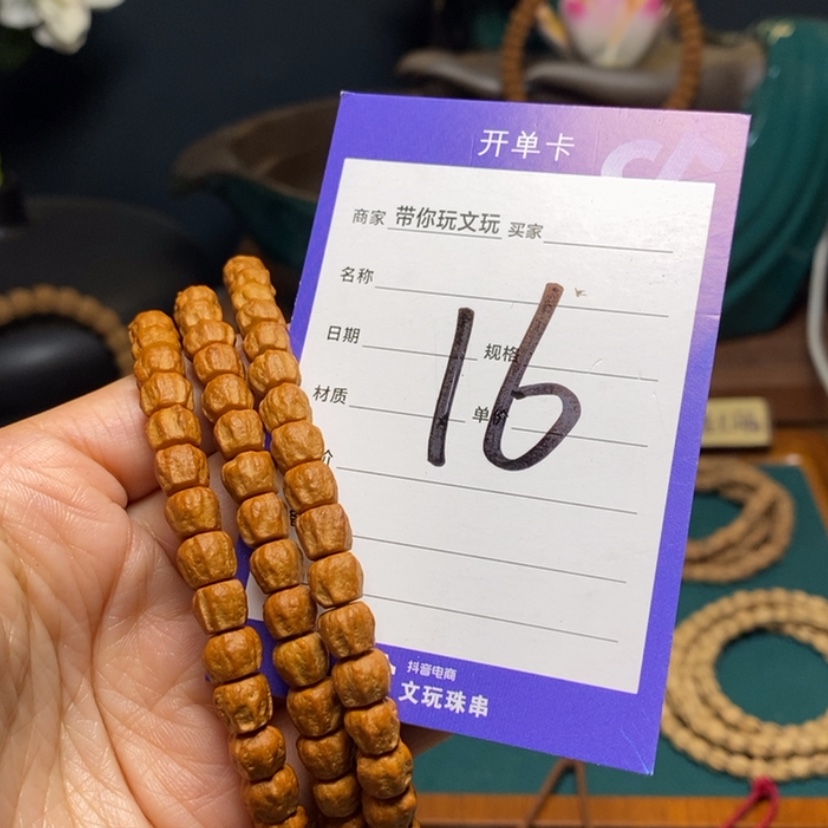 开单卡
商家 带你玩文玩 买家
名称
日期 规格
材质 单价
价
16
抖音电商
文玩珠串